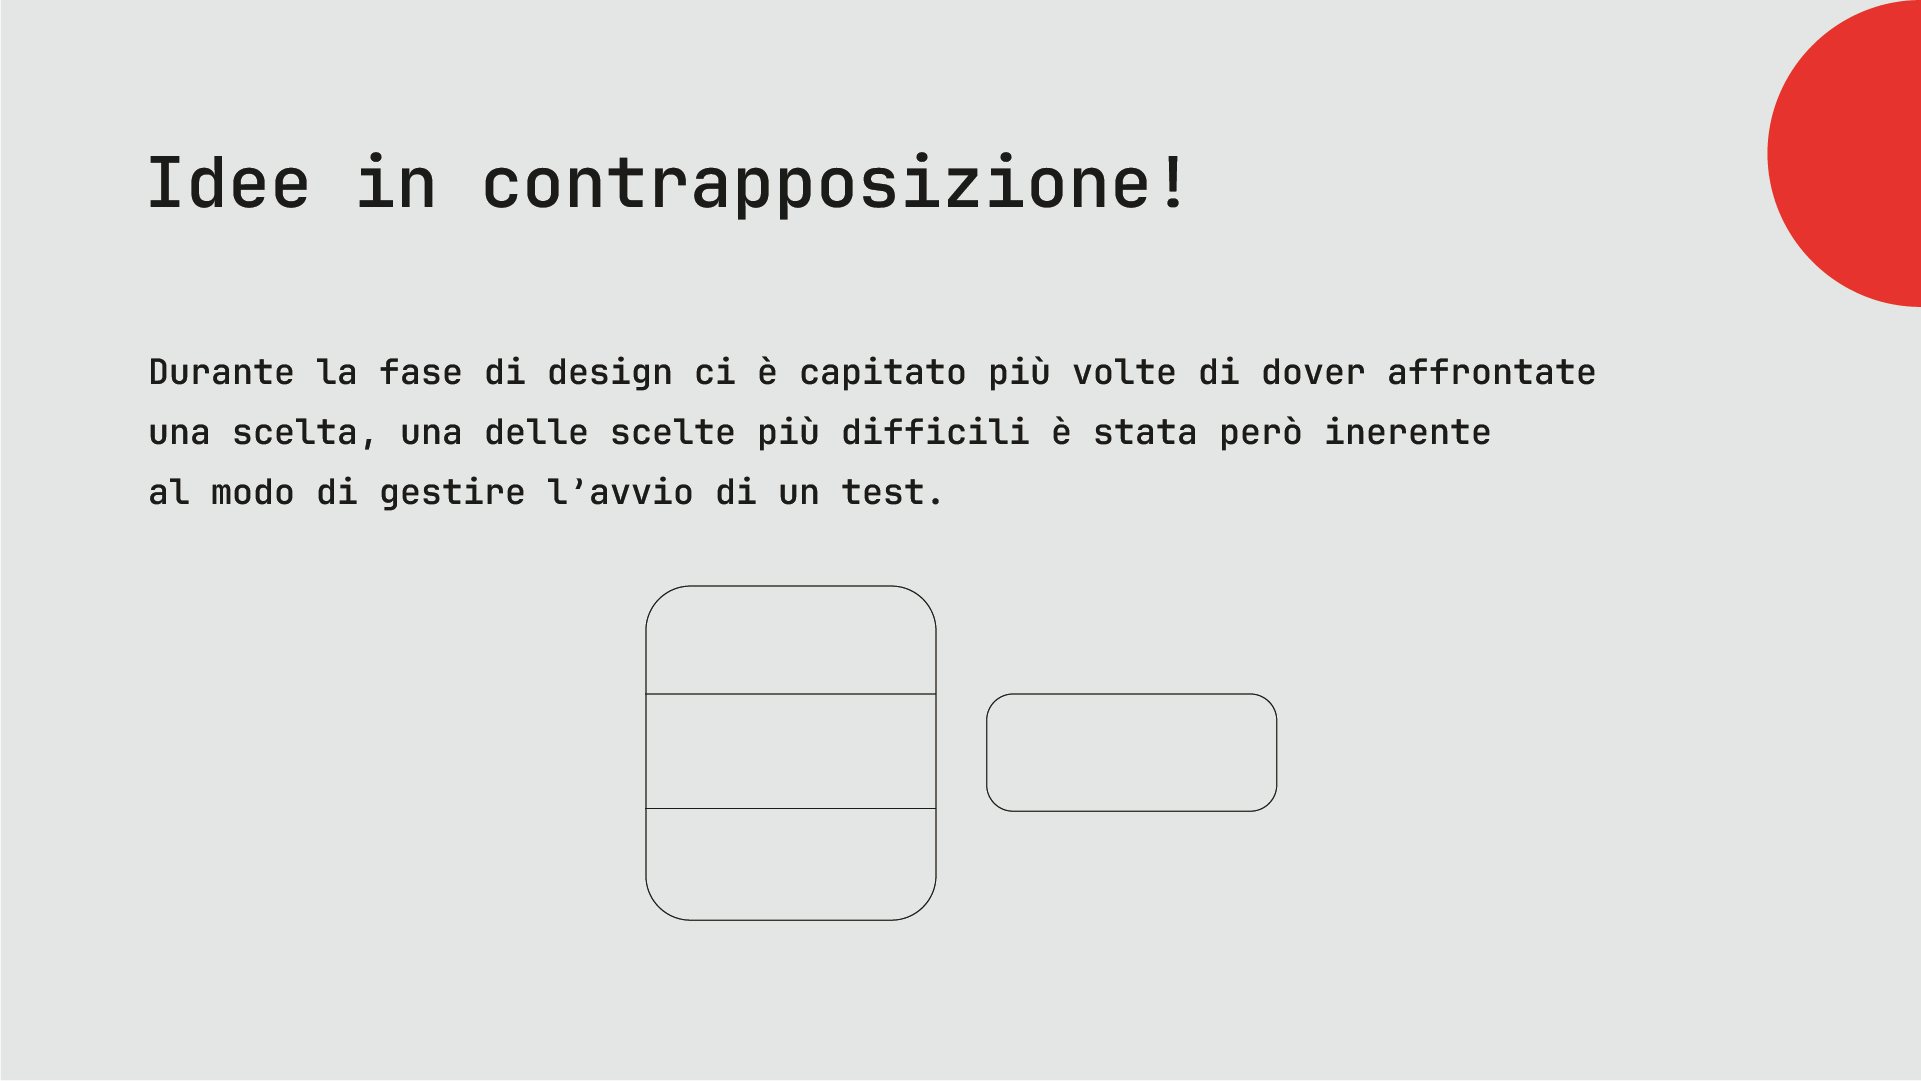 Idee in contrapposizione!
Durante la fase di design ci è capitato più volte di dover affrontate
una scelta, una delle scelte più difficili è stata però inerente
al modo di gestire l’avvio di un test.